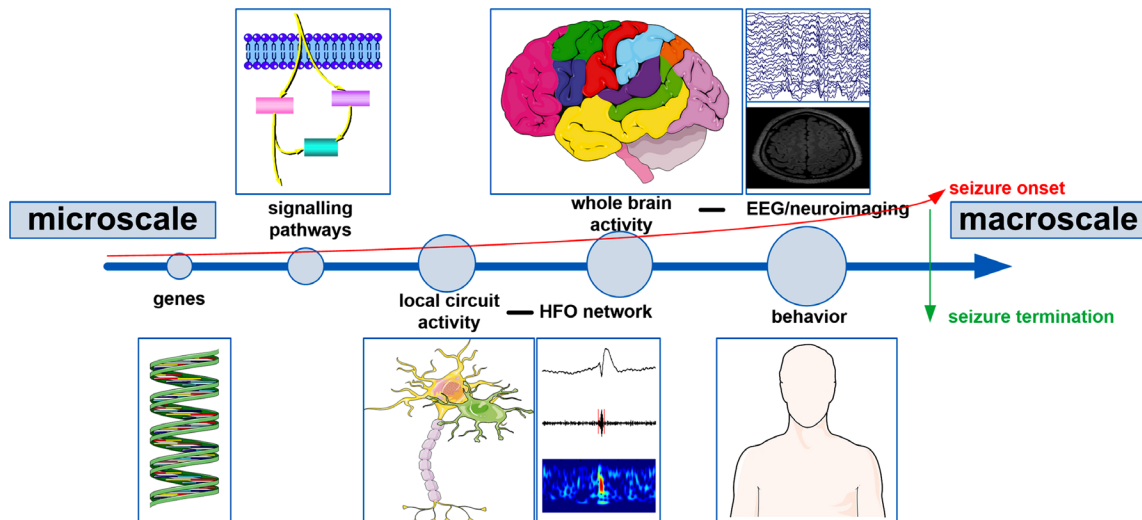 signalling
pathways
whole brain
activity
EEG/neuroimaging
seizure onset
microscale
macroscale
genes
local circuit
activity
HFO network
behavior
seizure termination